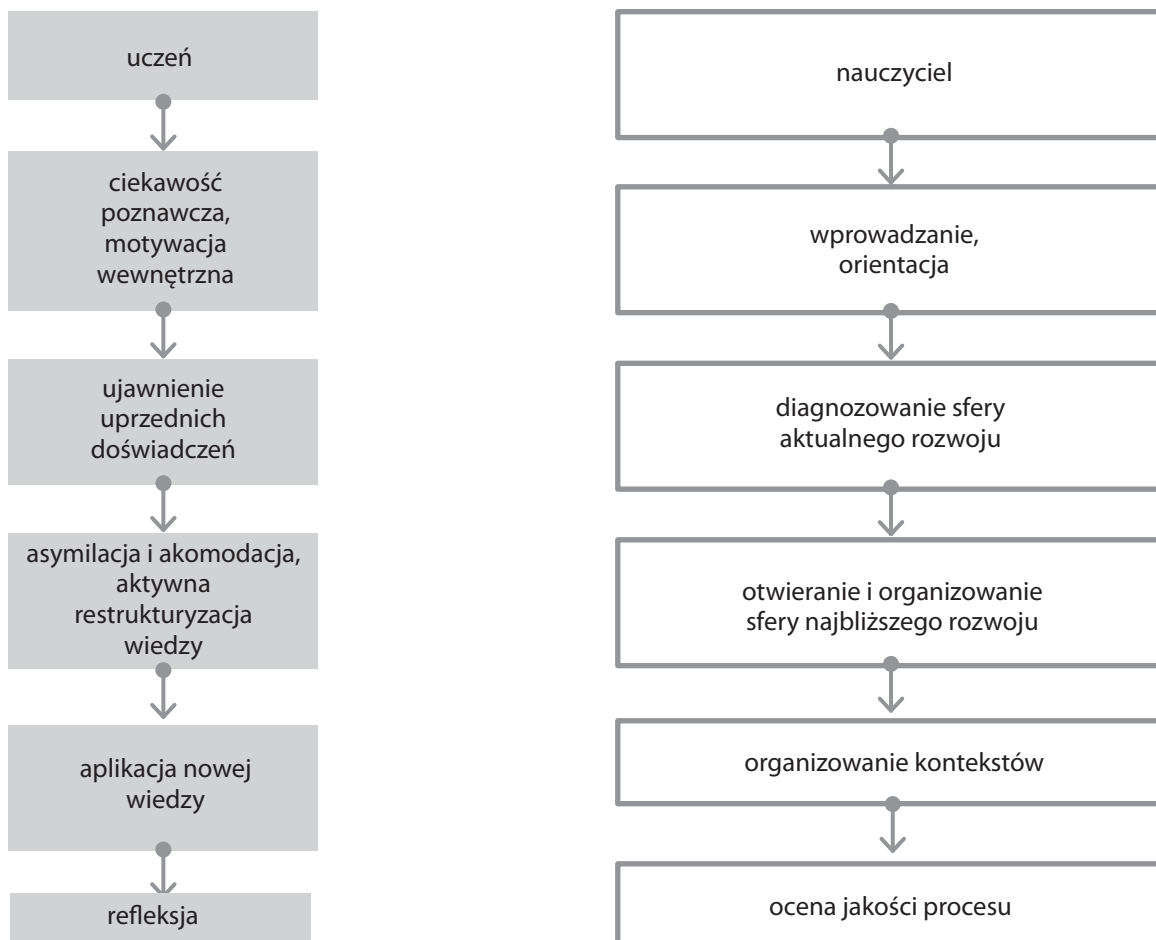 uczeń
ciekawość
poznawcza,
motywacja
wewnętrzna
ujawnienie
uprzednich
doświadczeń
asymilacja i akomodacja,
aktywna
restrukturyzacja
wiedzy
aplikacja nowej
wiedzy
refleksja
nauczyciel
wprowadzanie,
orientacja
diagnozowanie sfery
aktualnego rozwoju
otwieranie i organizowanie
sfery najbliższego rozwoju
organizowanie kontekstów
ocena jakości procesu